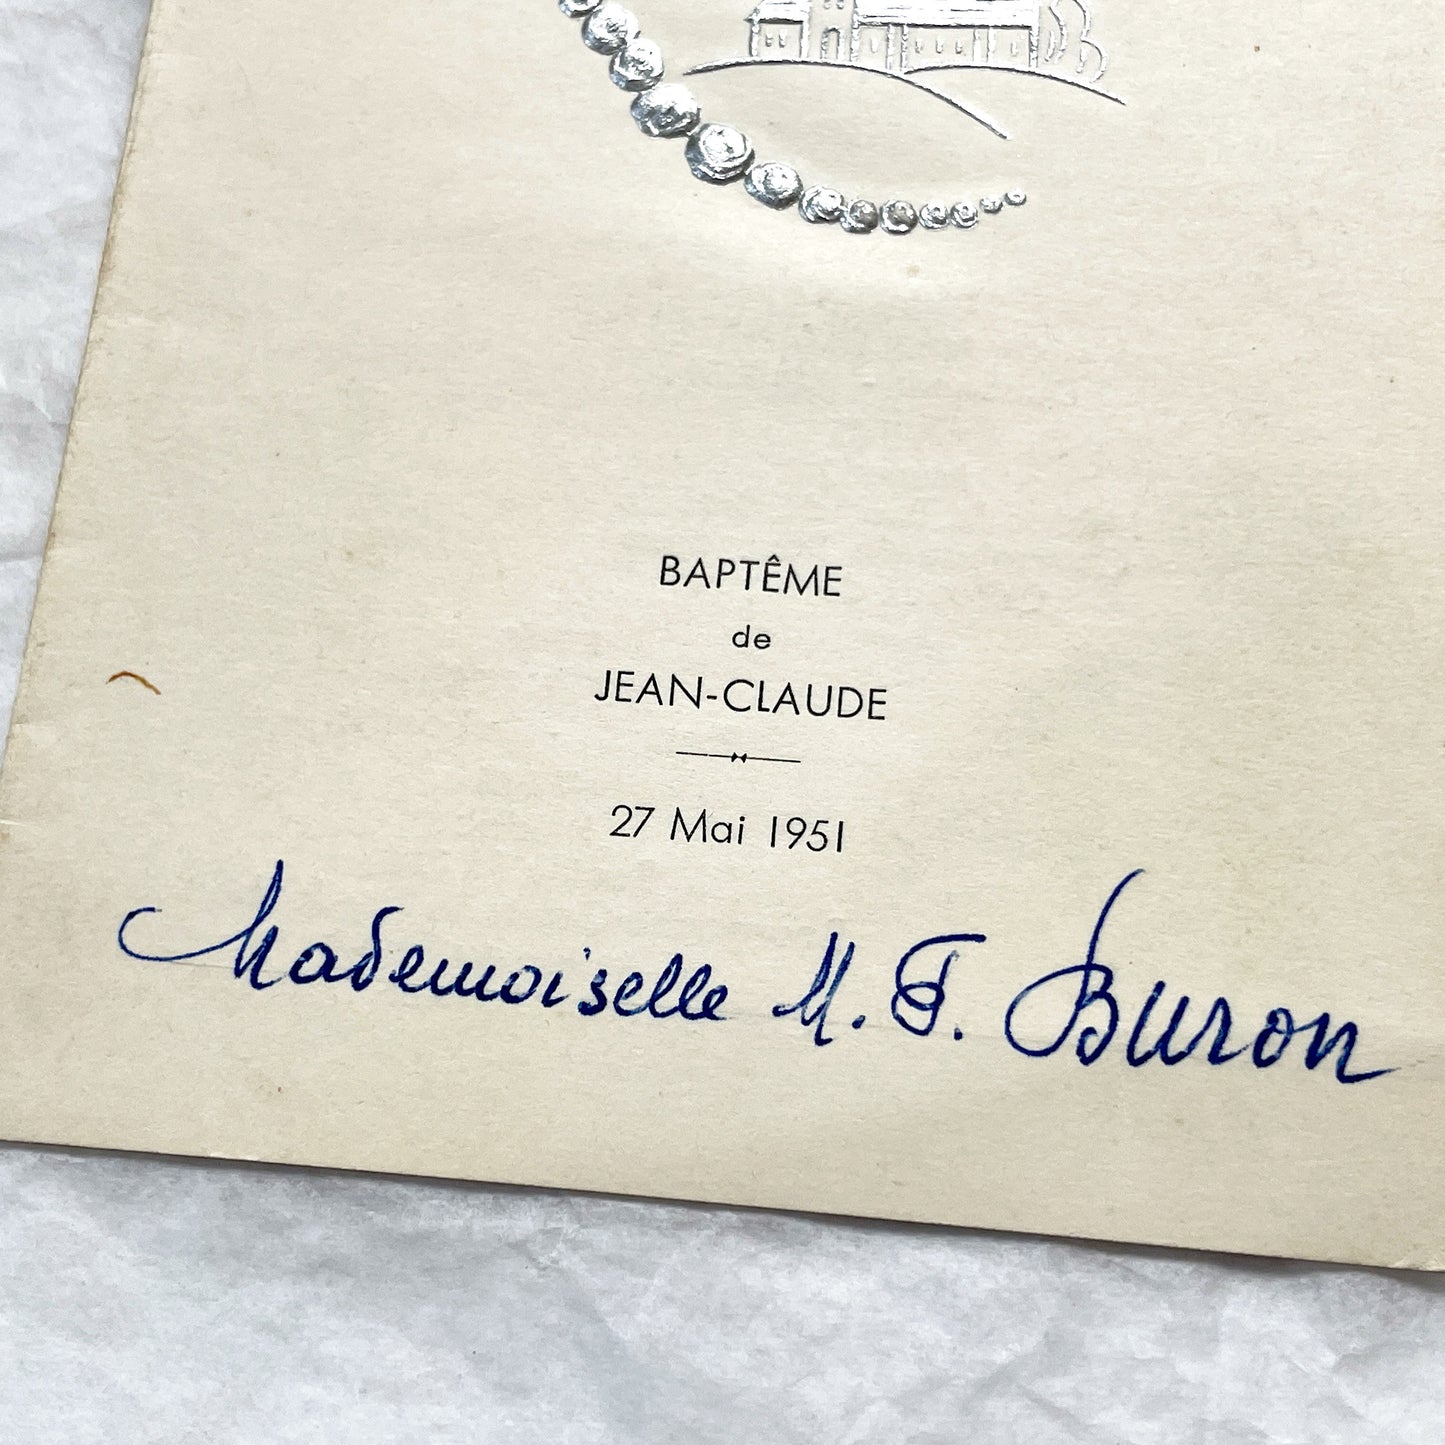 BAPTÊME
de
JEAN-CLAUDE
27 Mai 1951
Mademoiselle M. T. Buron